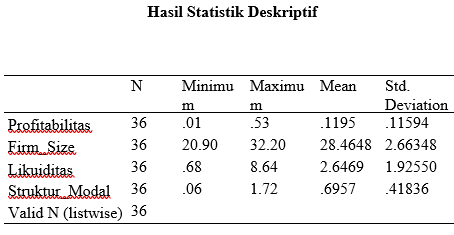 Hasil Statistik Deskriptif
N Minimu Maximu Mean Std.
m m Deviation
Profitabilitas 36 .01 .53 .1195 .11594
Firm_Size 36 20.90 32.20 28.4648 2.66348
Likuiditas 36 .68 8.64 2.6469 1.92550
Struktur_Modal 36 .06 1.72 .6957 .41836
Valid N (listwise) 36